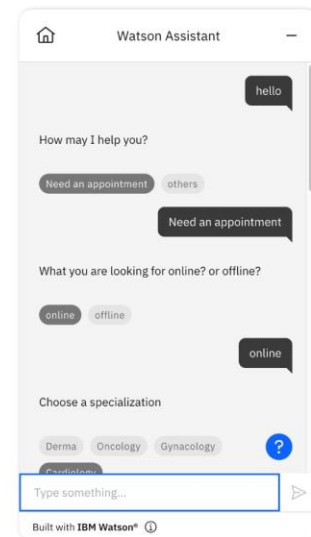 Watson Assistant
hello
How may I help you?
Need an appointment others
Need an appointment
What you are looking for online? or offline?
online offline
online
Choose a specialization
Derma Oncology Gynacology
?
Cardiology
Type something...
Built with IBM Watson® i